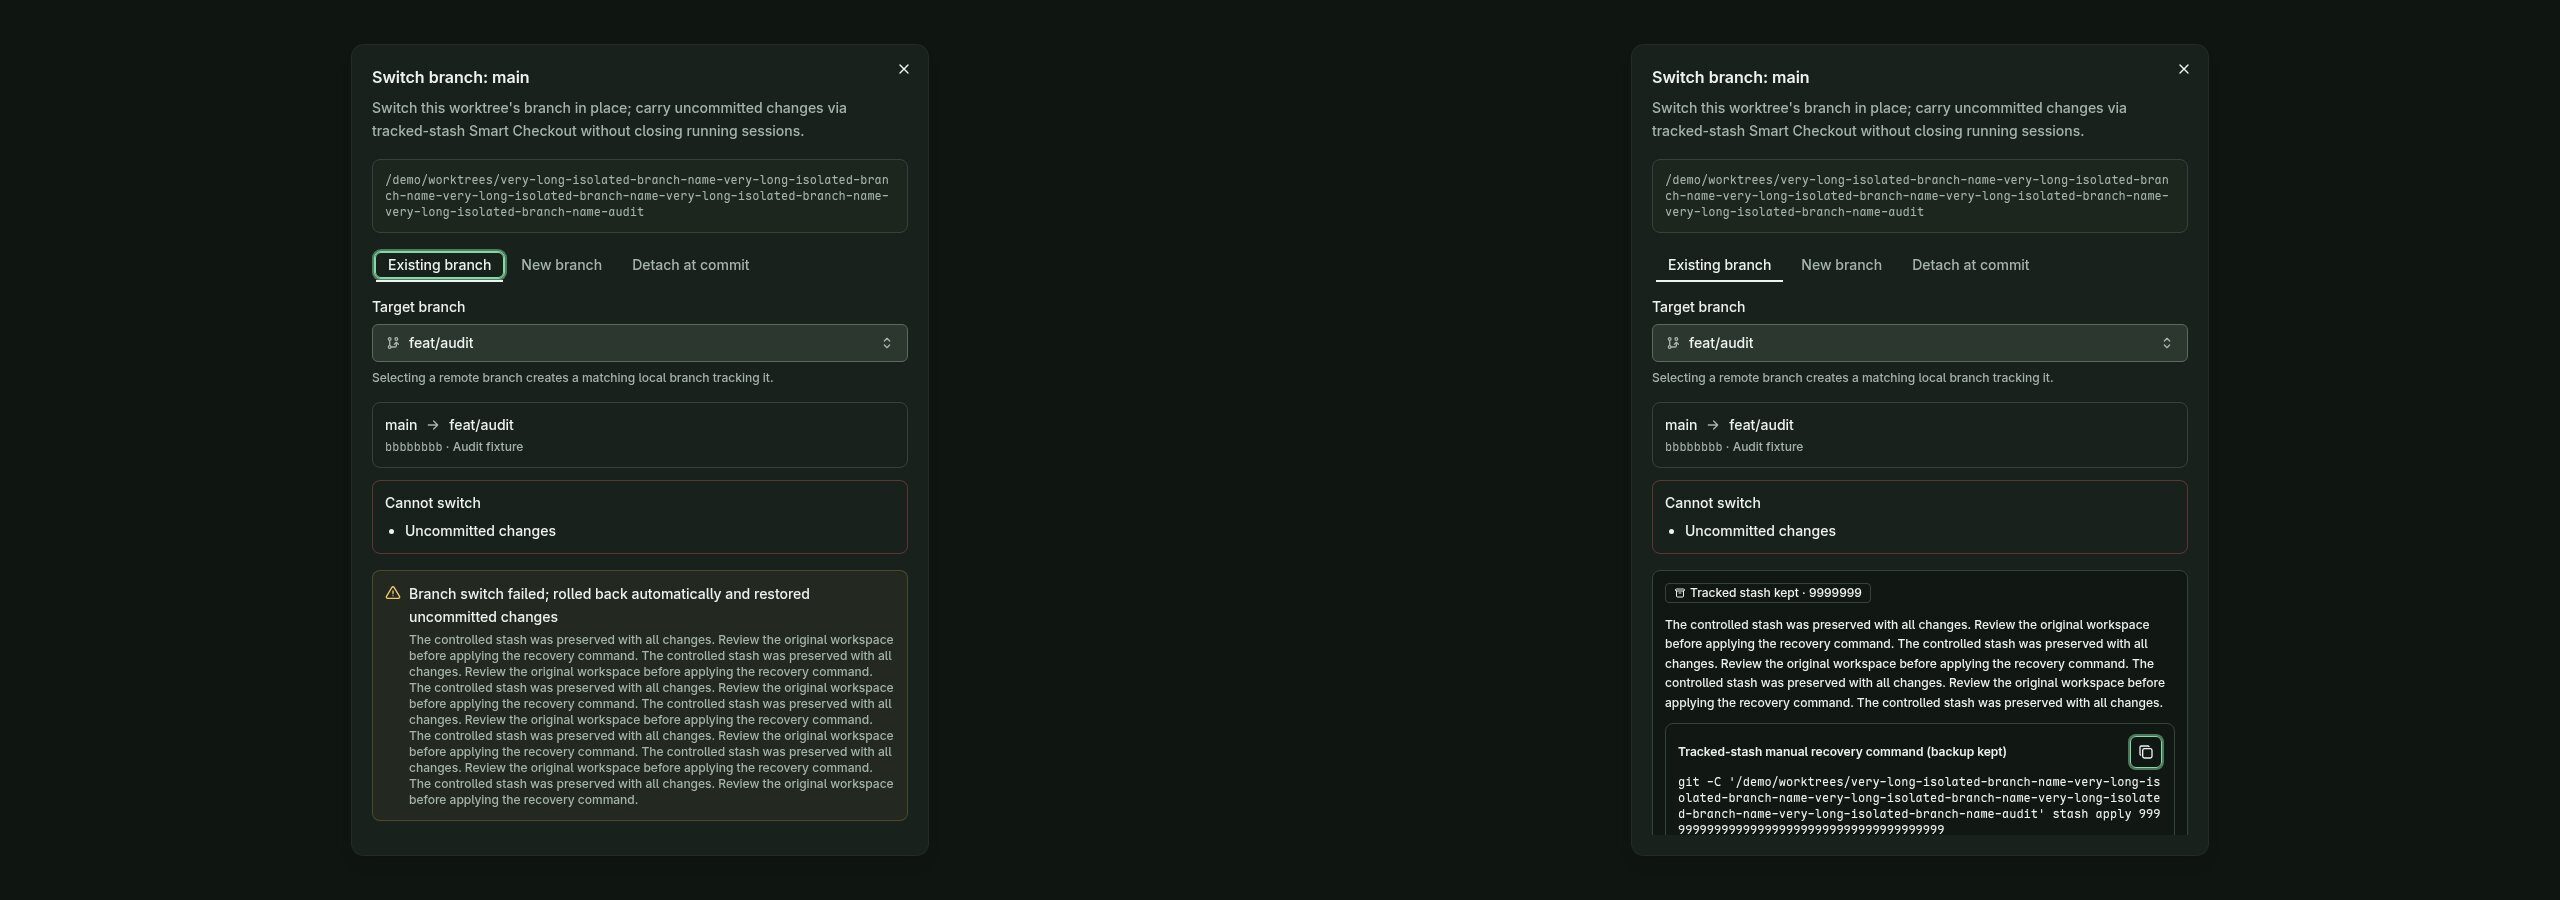 Switch branch: main
Switch this worktree's branch in place; carry uncommitted changes via
tracked-stash Smart Checkout without closing running sessions.
/demo/worktrees/very-long-isolated-branch-name-very-long-isolated-bran
ch-name-very-long-isolated-branch-name-very-long-isolated-branch-name-
very-long-isolated-branch-name-audit
Existing branch New branch Detach at commit
Target branch
feat/audit
Selecting a remote branch creates a matching local branch tracking it.
main → feat/audit
bbbbbbbb · Audit fixture
Cannot switch
• Uncommitted changes
Branch switch failed; rolled back automatically and restored
uncommitted changes
The controlled stash was preserved with all changes. Review the original workspace
before applying the recovery command. The controlled stash was preserved with all
changes. Review the original workspace before applying the recovery command.
The controlled stash was preserved with all changes. Review the original workspace
before applying the recovery command. The controlled stash was preserved with all
changes. Review the original workspace before applying the recovery command.
The controlled stash was preserved with all changes. Review the original workspace
before applying the recovery command. The controlled stash was preserved with all
changes. Review the original workspace before applying the recovery command.
The controlled stash was preserved with all changes. Review the original workspace
before applying the recovery command.
Switch branch: main
Switch this worktree's branch in place; carry uncommitted changes via
tracked-stash Smart Checkout without closing running sessions.
/demo/worktrees/very-long-isolated-branch-name-very-long-isolated-bran
ch-name-very-long-isolated-branch-name-very-long-isolated-branch-name-
very-long-isolated-branch-name-audit
Existing branch New branch Detach at commit
Target branch
feat/audit
Selecting a remote branch creates a matching local branch tracking it.
main → feat/audit
bbbbbbbb · Audit fixture
Cannot switch
• Uncommitted changes
Tracked stash kept · 9999999
The controlled stash was preserved with all changes. Review the original workspace
before applying the recovery command. The controlled stash was preserved with all
changes. Review the original workspace before applying the recovery command. The
controlled stash was preserved with all changes. Review the original workspace before
applying the recovery command. The controlled stash was preserved with all changes.
Tracked-stash manual recovery command (backup kept)
git -C '/demo/worktrees/very-long-isolated-branch-name-very-long-is
olated-branch-name-very-long-isolated-branch-name-very-long-isolate
d-branch-name-very-long-isolated-branch-name-audit' stash apply 999
9999999999999999999999999999999999999